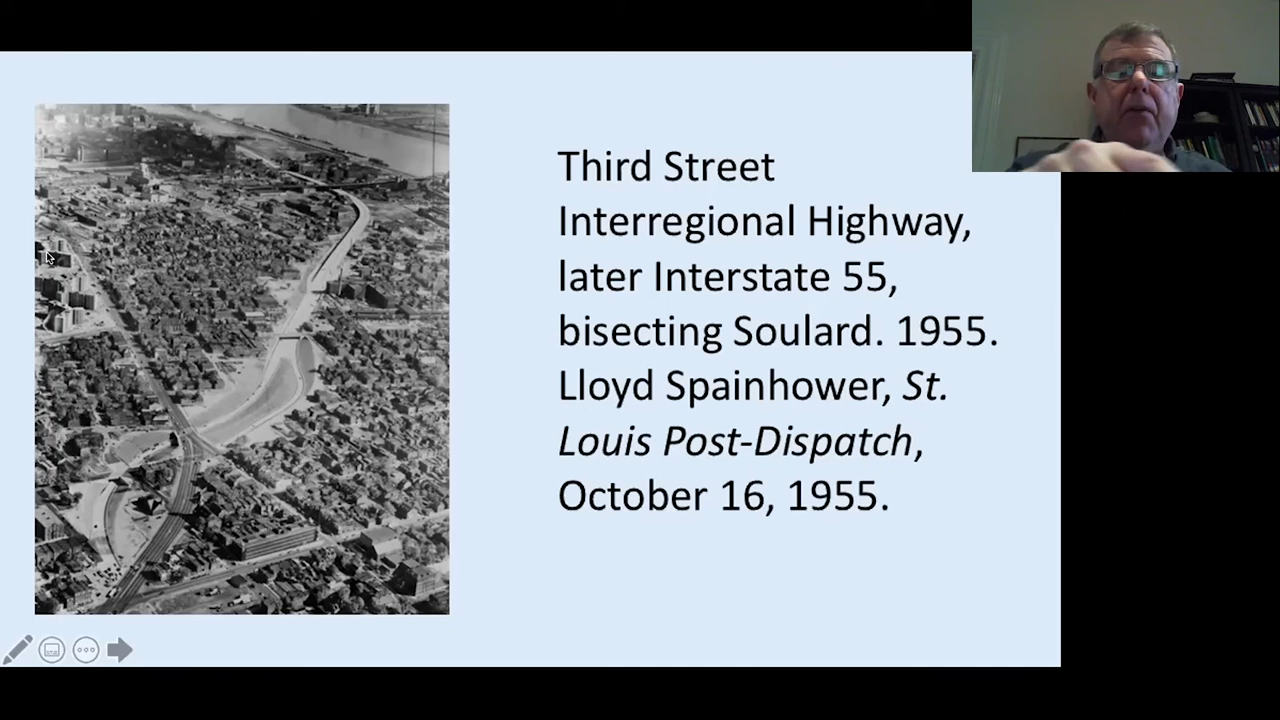 Third Street
Interregional Highway,
later Interstate 55,
bisecting Soulard. 1955.
Lloyd Spainhower, St.
Louis Post-Dispatch,
October 16, 1955.